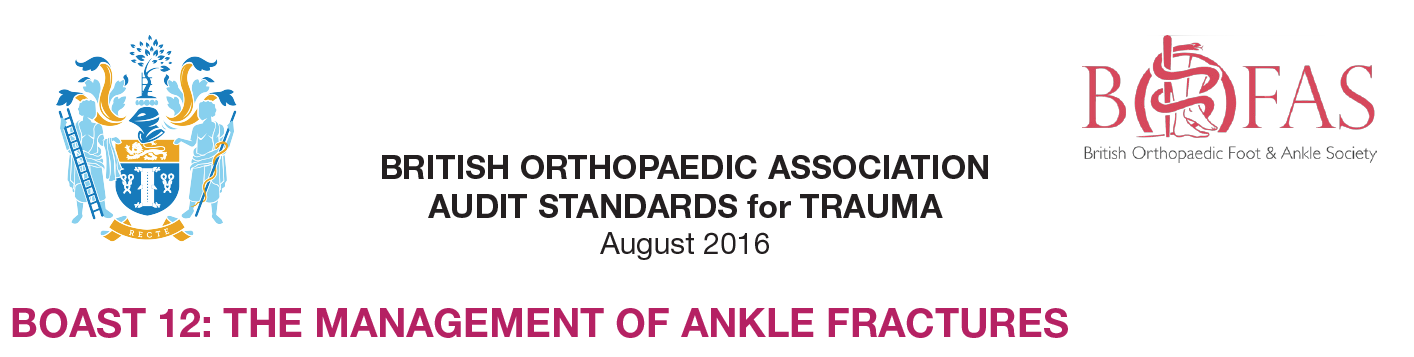 RECTE
BOFAS
British Orthopaedic Foot & Ankle Society
BRITISH ORTHOPAEDIC ASSOCIATION
AUDIT STANDARDS for TRAUMA
August 2016
BOAST 12: THE MANAGEMENT OF ANKLE FRACTURES